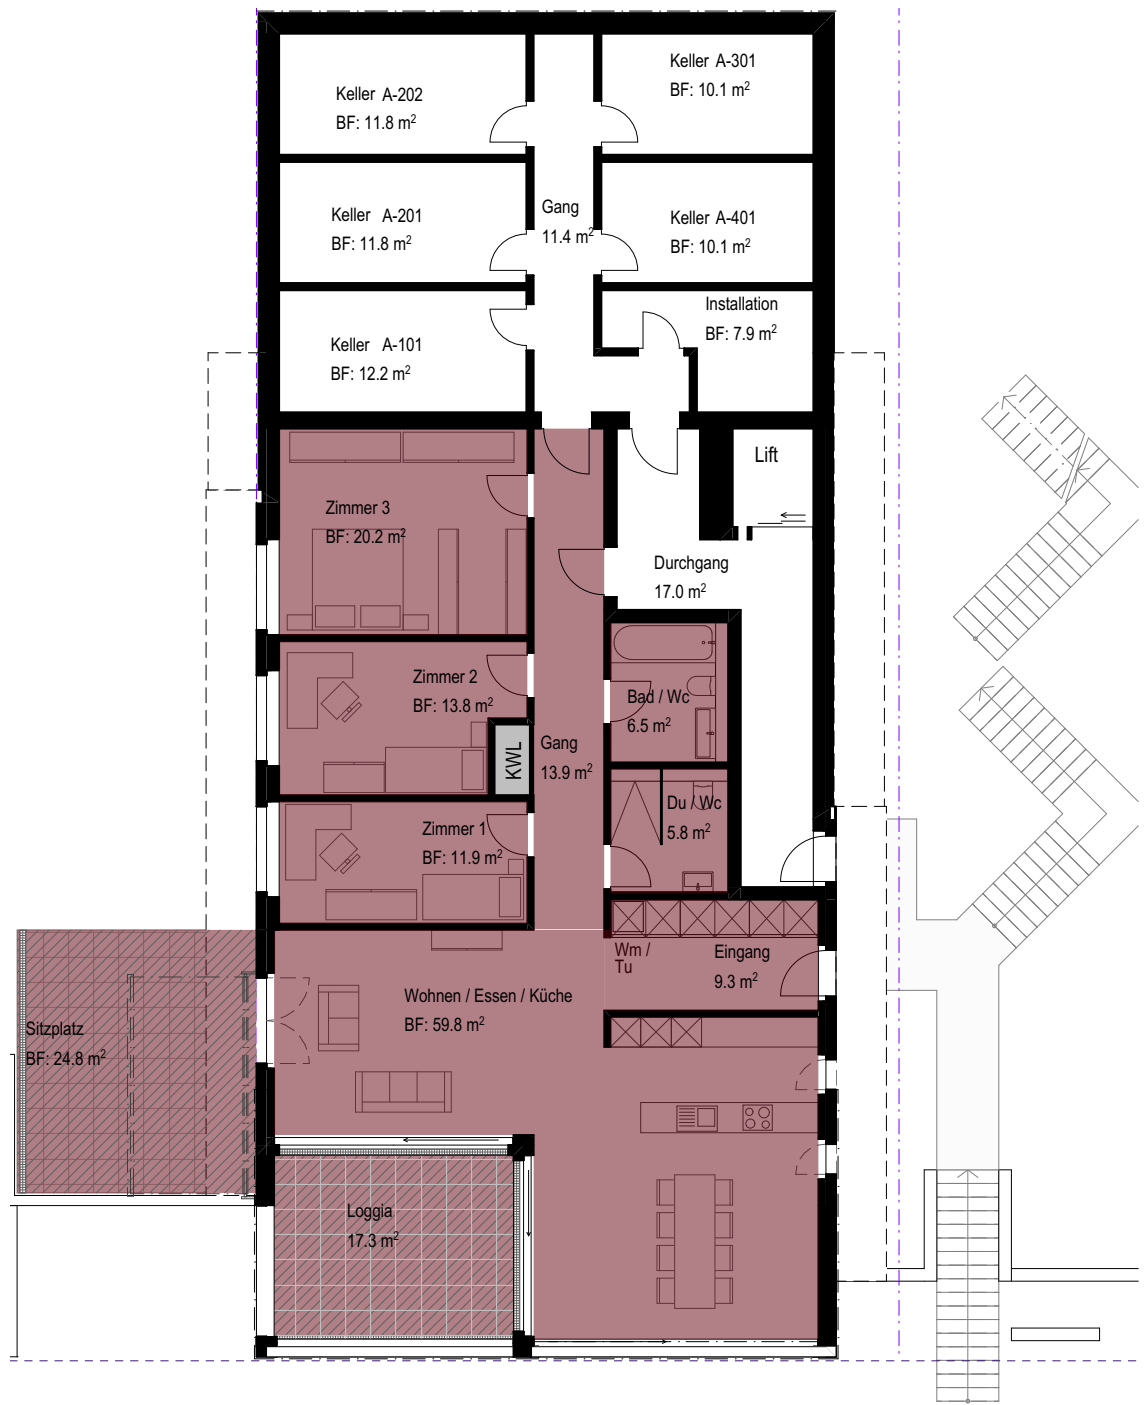 Keller A-202
BF: 11.8 m²
Keller A-301
BF: 10.1 m²
Keller A-201
BF: 11.8 m²
Gang
11.4 m²
Keller A-401
BF: 10.1 m²
Keller A-101
BF: 12.2 m²
Installation
BF: 7.9 m²
Lift
Zimmer 3
BF: 20.2 m²
Durchgang
17.0 m²
Zimmer 2
BF: 13.8 m²
Bad / Wc
6.5 m²
KWL
Gang
13.9 m²
Zimmer 1
BF: 11.9 m²
Du / Wc
5.8 m²
Wm /
Tu
Eingang
9.3 m²
Wohnen / Essen / Küche
BF: 59.8 m²
Sitzplatz
BF: 24.8 m²
Loggia
17.3 m²